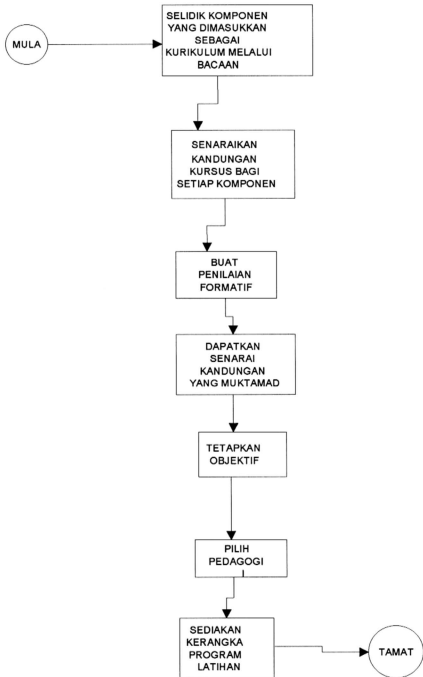 MULA
SELIDIK KOMPONEN
YANG DIMASUKKAN
SEBAGAI
KURIKULUM MELALUI
BACAAN
SENARAIKAN
KANDUNGAN
KURSUS BAGI
SETIAP KOMPONEN
BUAT
PENILAIAN
FORMATIF
DAPATKAN
SENARAI
KANDUNGAN
YANG MUKTAMAD
TETAPKAN
OBJEKTIF
PILIH
PEDAGOGI
SEDIAKAN
KERANGKA
PROGRAM
LATIHAN
TAMAT